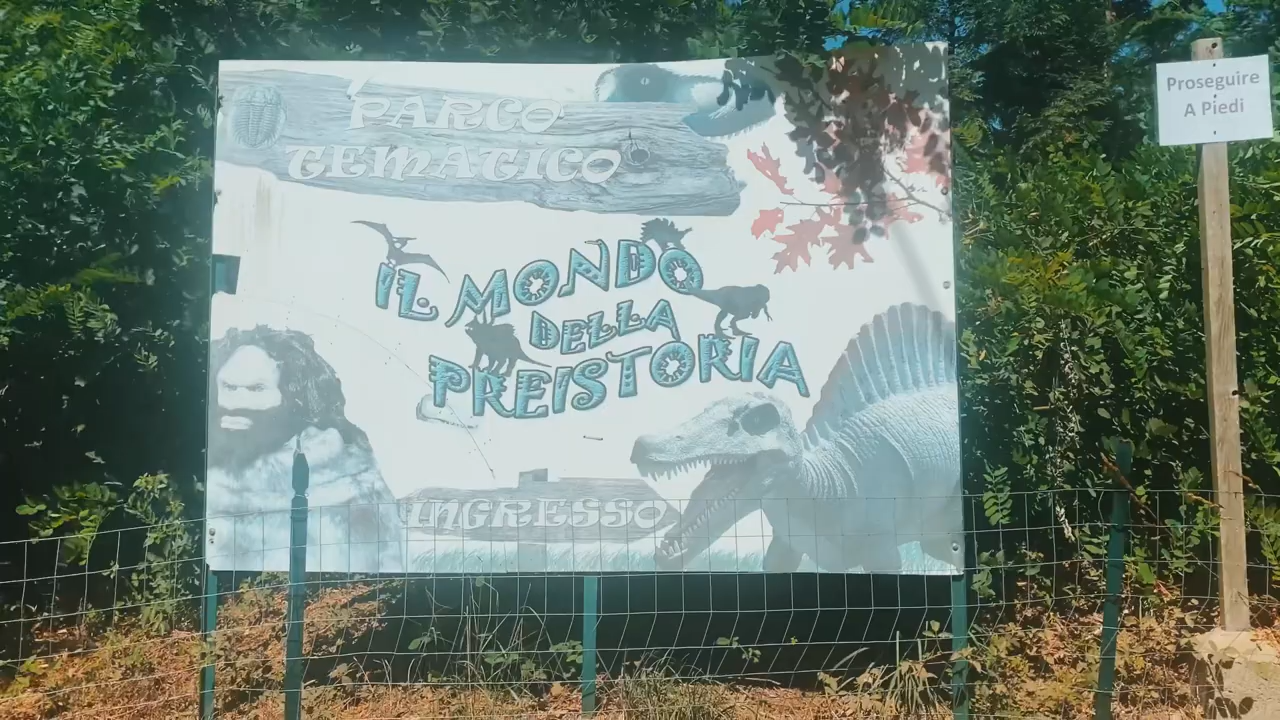 PARCO
TEMATICO
IL MONDO
DELLA
PREISTORIA
INGRESSO
Proseguire
A Piedi